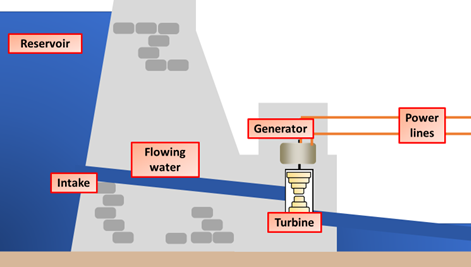 Reservoir
Generator
Power
lines
Flowing
water
Intake
Turbine